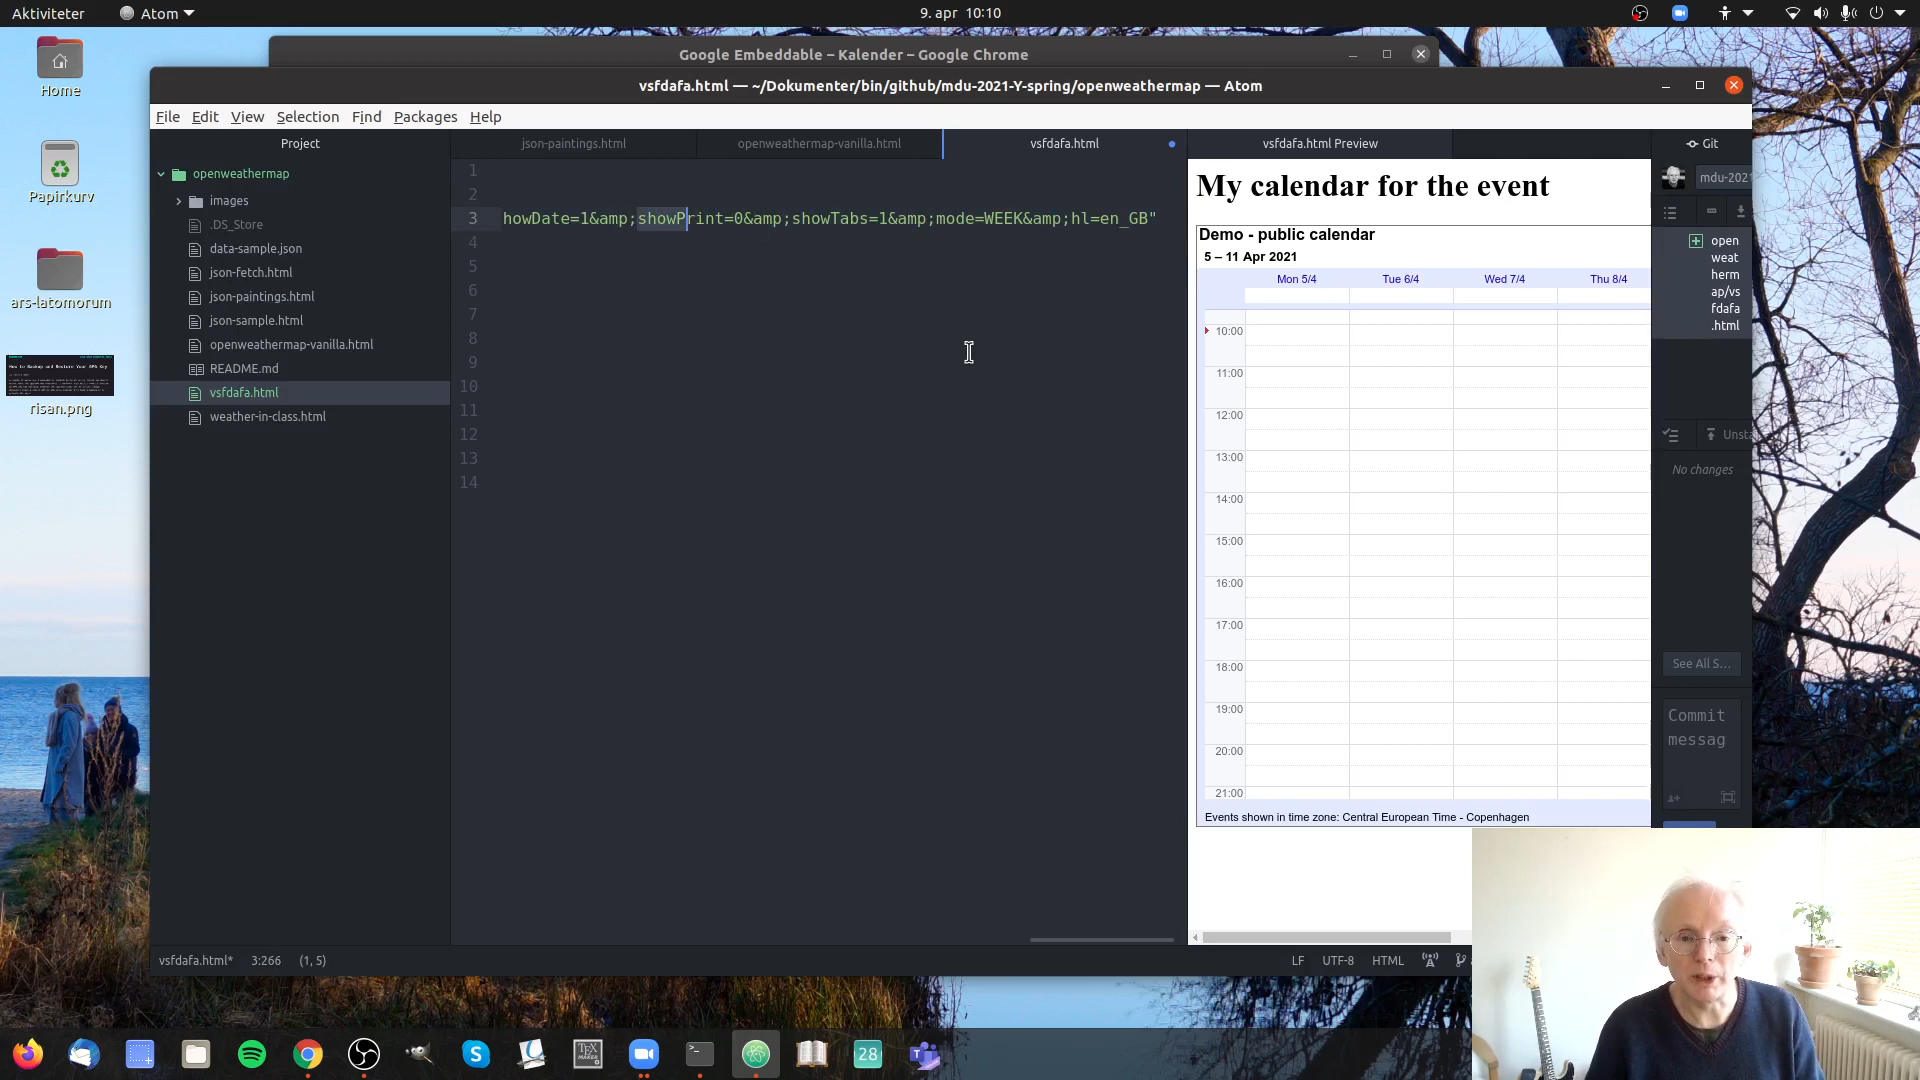 Aktiviteter
Atom
9. apr 10:10
Home
Papirkurv
ars-latomorum
How to Backup and Restore Your GPG Key
risan.png
Google Embeddable – Kalender – Google Chrome
vsfdafa.html — ~/Dokumenter/bin/github/mdu-2021-Y-spring/openweathermap — Atom
File Edit View Selection Find Packages Help
Project
openweathermap
images
.DS_Store
data-sample.json
json-fetch.html
json-paintings.html
json-sample.html
openweathermap-vanilla.html
README.md
vsfdafa.html
weather-in-class.html
json-paintings.html
openweathermap-vanilla.html
vsfdafa.html
1
2
3 howDate=1&amp;showPrint=0&amp;showTabs=1&amp;mode=WEEK&amp;hl=en_GB"
4
5
6
7
8
9
10
11
12
13
14
vsfdafa.html Preview
My calendar for the event
Demo - public calendar
5 – 11 Apr 2021
Mon 5/4 Tue 6/4 Wed 7/4 Thu 8/4
10:00
11:00
12:00
13:00
14:00
15:00
16:00
17:00
18:00
19:00
20:00
21:00
Events shown in time zone: Central European Time - Copenhagen
Git
mdu-2021
open
weat
herm
ap/vs
fdafa
.html
Unsta
No changes
See All S...
Commit
messag
vsfdafa.html* 3:266 (1, 5)
LF UTF-8 HTML
28